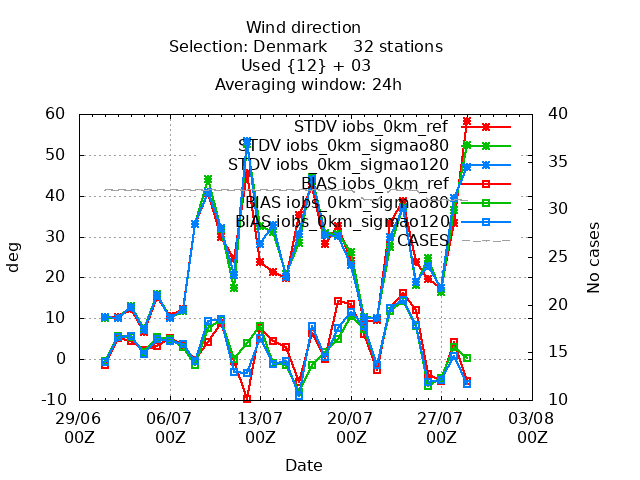 Wind direction
Selection: Denmark     32 stations
Used {12} + 03
Averaging window: 24h
60 40
STDV iobs_0km_ref
STDV iobs_0km_sigmao80
50 35
STDV iobs_0km_sigmao120
BIAS iobs_0km_ref
40 30
BIAS iobs_0km_sigmao80
BIAS iobs_0km_sigmao120
CASES
30 25
deg No cases
20 20
10
0 15
-10 10
29/06 06/07 13/07 20/07 27/07 03/08
00Z 00Z 00Z 00Z 00Z 00Z
Date